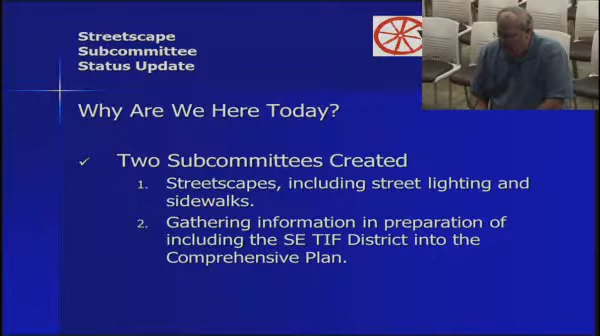 Streetscape
Subcommittee
Status Update
Why Are We Here Today?
✓ Two Subcommittees Created
1. Streetscapes, including street lighting and
sidewalks.
2. Gathering information in preparation of
including the SE TIF District into the
Comprehensive Plan.